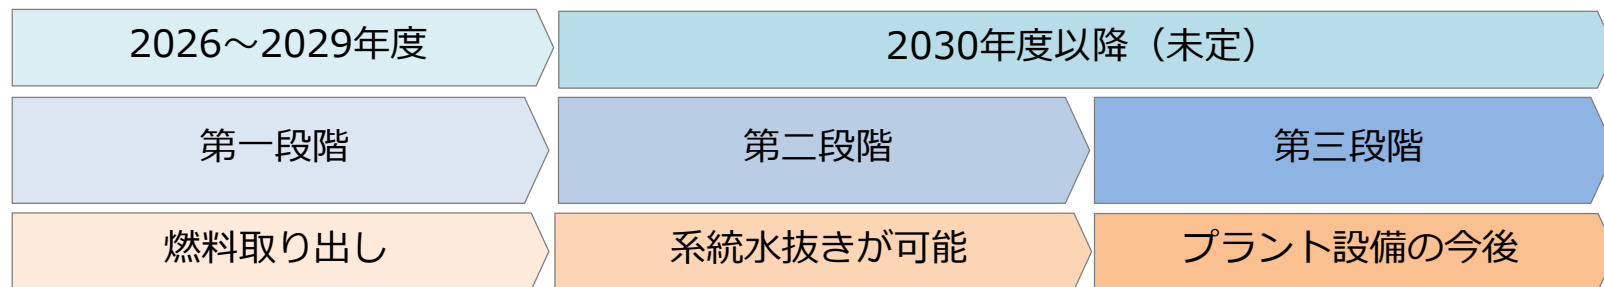 2026～2029年度
2030年度以降（未定）
第一段階
第二段階
第三段階
燃料取り出し
系統水抜きが可能
プラント設備の今後